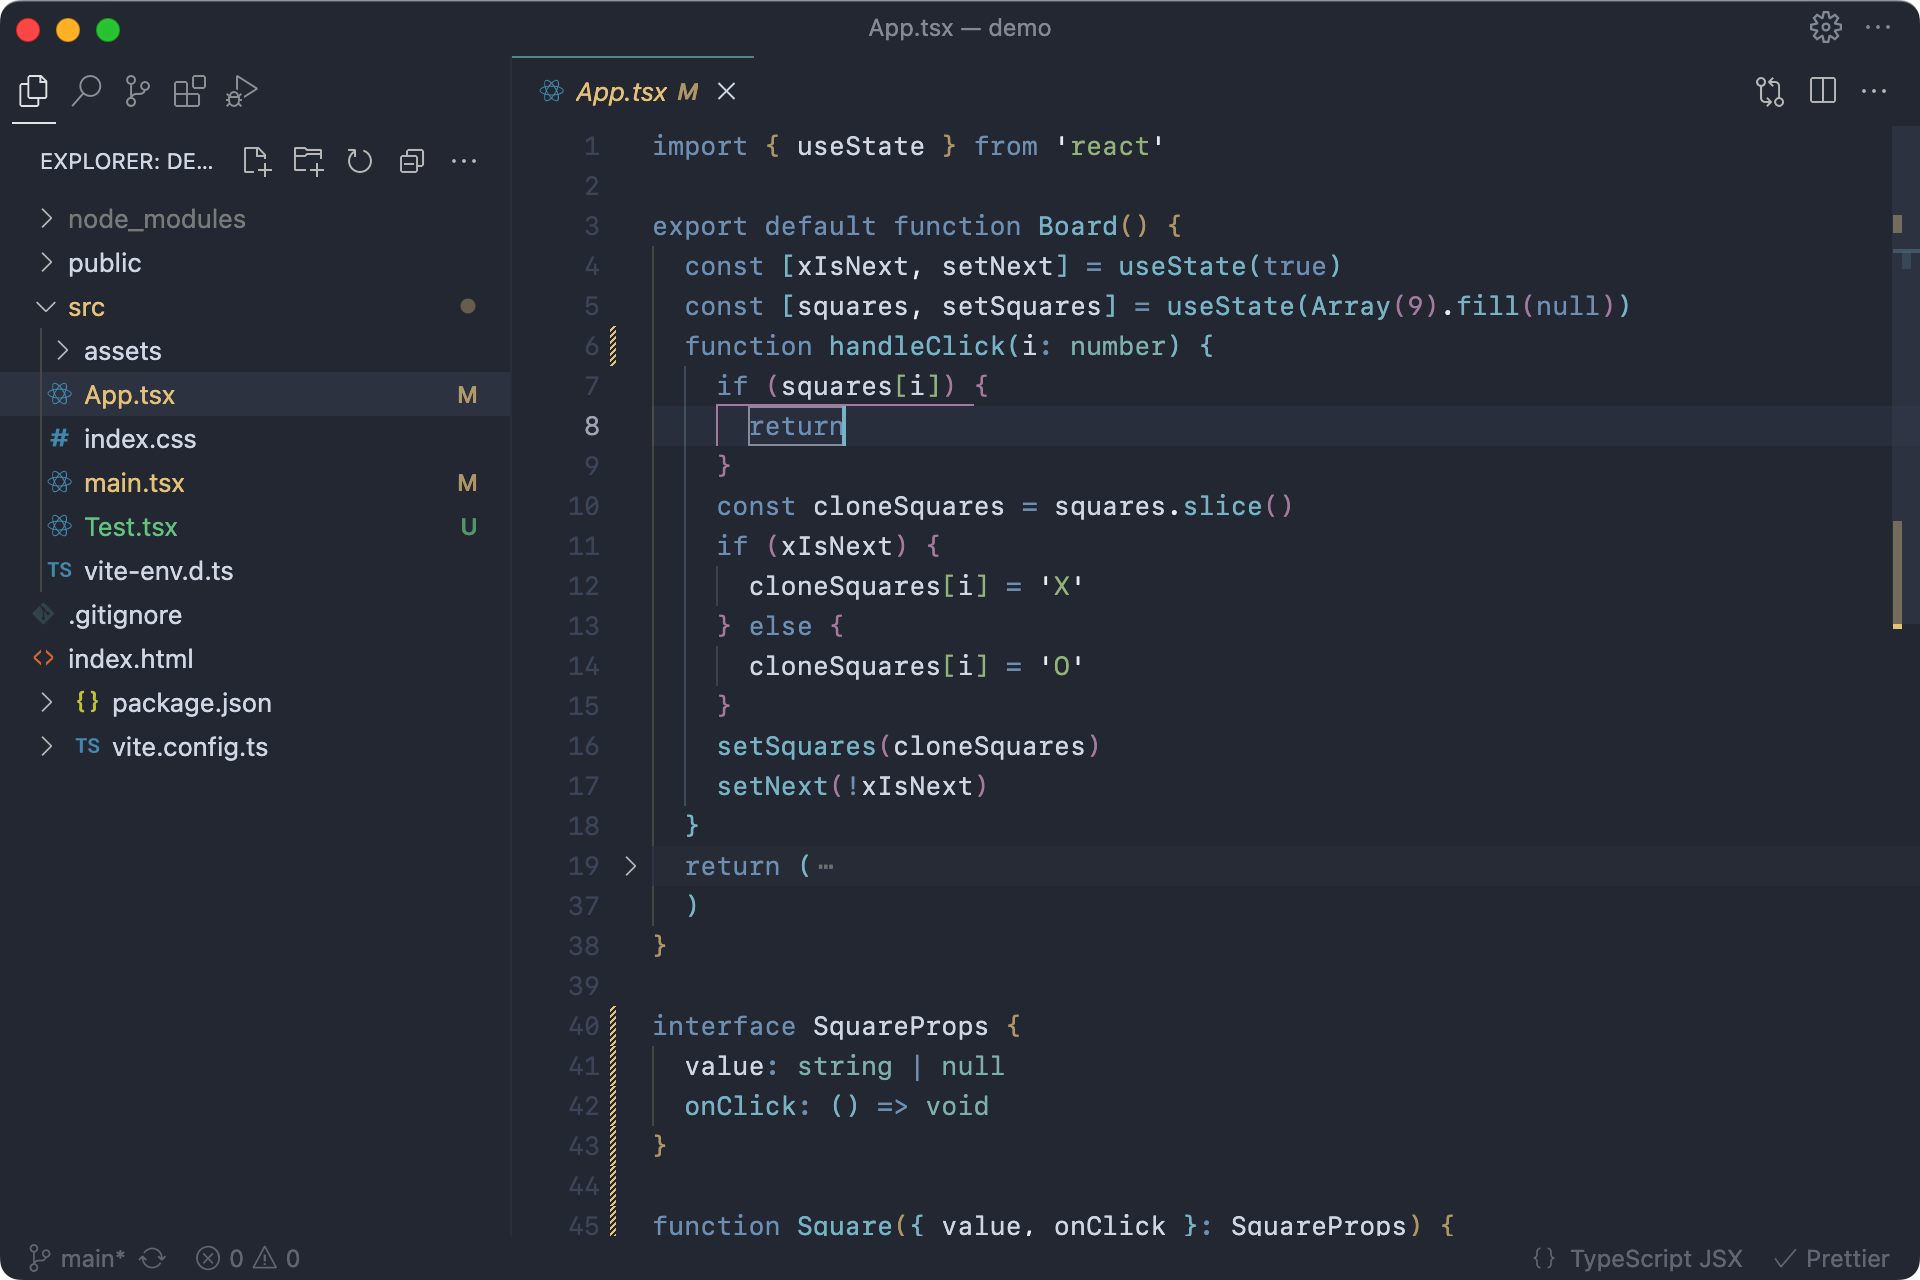 App.tsx — demo
EXPLORER: DE...
node_modules
public
src
assets
App.tsx M
# index.css
main.tsx M
Test.tsx U
TS vite-env.d.ts
.gitignore
<> index.html
{} package.json
TS vite.config.ts
App.tsx M
1 import { useState } from 'react'
2
3 export default function Board() {
4 const [xIsNext, setNext] = useState(true)
5 const [squares, setSquares] = useState(Array(9).fill(null))
6 function handleClick(i: number) {
7 if (squares[i]) {
8 return
9 }
10 const cloneSquares = squares.slice()
11 if (xIsNext) {
12 cloneSquares[i] = 'X'
13 } else {
14 cloneSquares[i] = 'O'
15 }
16 setSquares(cloneSquares)
17 setNext(!xIsNext)
18 }
19 return (⋯
37 )
38 }
39
40 interface SquareProps {
41 value: string | null
42 onClick: () => void
43 }
44
45 function Square({ value, onClick }: SquareProps) {
main* 0 0
{} TypeScript JSX Prettier